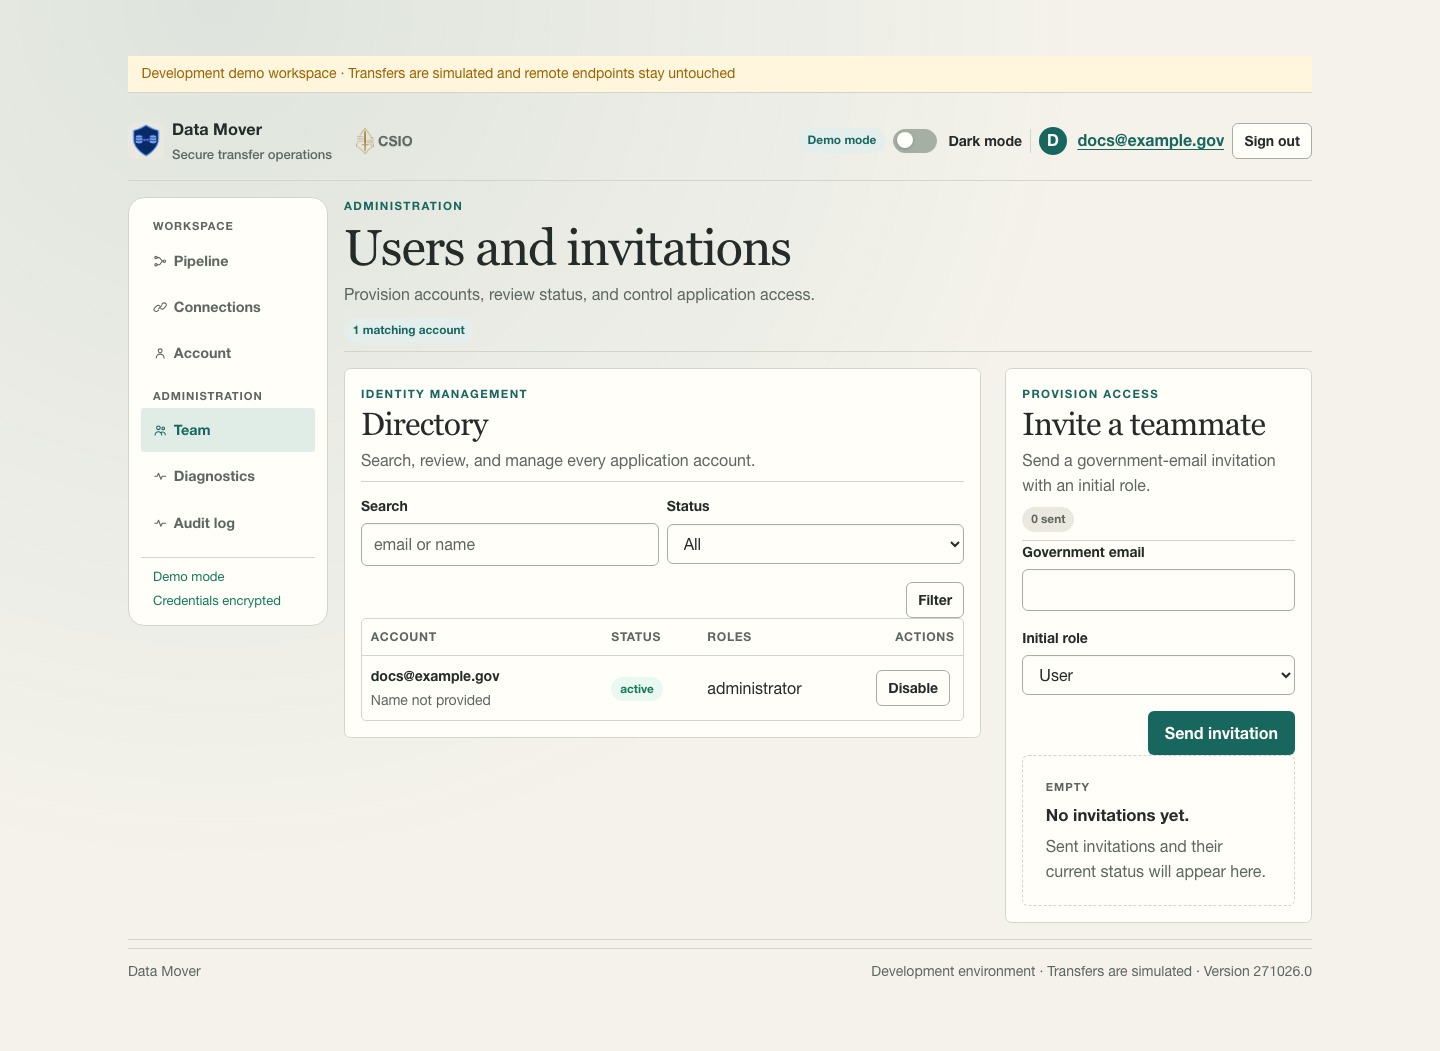 Development demo workspace · Transfers are simulated and remote endpoints stay untouched
Data Mover
Secure transfer operations
CSIO
Demo mode
Dark mode
D
docs@example.gov
Sign out
WORKSPACE
Pipeline
Connections
Account
ADMINISTRATION
Team
Diagnostics
Audit log
Demo mode
Credentials encrypted
ADMINISTRATION
Users and invitations
Provision accounts, review status, and control application access.
1 matching account
IDENTITY MANAGEMENT
Directory
Search, review, and manage every application account.
Search
Status
email or name
All
Filter
ACCOUNT STATUS ROLES ACTIONS
docs@example.gov
Name not provided
active
administrator
Disable
PROVISION ACCESS
Invite a teammate
Send a government-email invitation
with an initial role.
0 sent
Government email
Initial role
User
Send invitation
EMPTY
No invitations yet.
Sent invitations and their
current status will appear here.
Data Mover
Development environment · Transfers are simulated · Version 271026.0